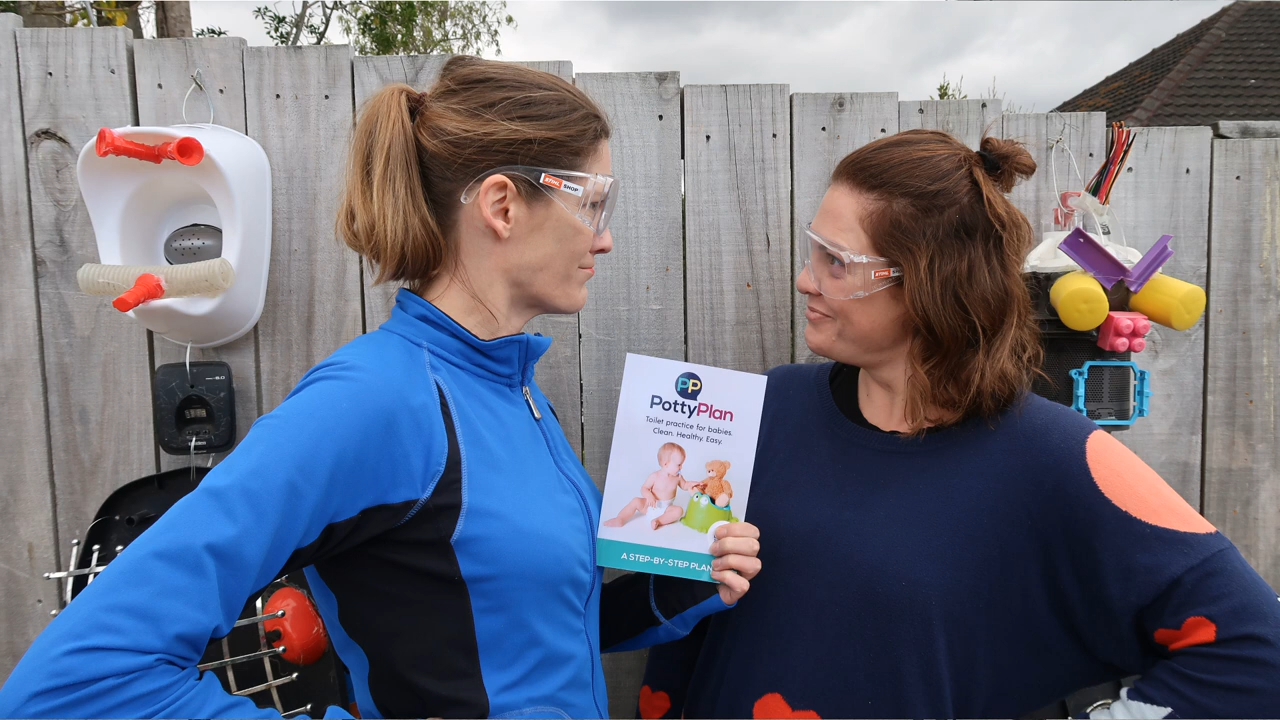 STIHL SHOP
STIHL
PP
PottyPlan
Toilet practice for babies.
Clean. Healthy. Easy.
A STEP-BY-STEP PLAN